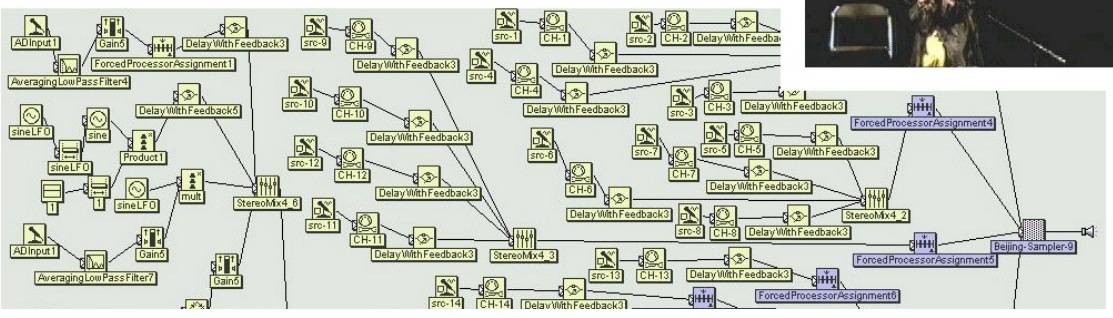 ADInput1
Gain5
AveragingLowPassFilter4
ForcedProcessorAssignment1
DelayWithFeedback3
src-9
CH-9
DelayWithFeedback3
src-1
CH-1
DelayWithFeedback3
src-2
CH-2
DelayWithFeedba
src-4
CH-4
DelayWithFeedback3
src-3
CH-3
DelayWithFeedback3
ForcedProcessorAssignment4
sineLFO
sine
sineLFO
DelayWithFeedback5
Product1
1
1
sineLFO
mult
StereoMix4_6
src-10
CH-10
DelayWithFeedback3
src-12
CH-12
DelayWithFeedback3
src-11
CH-11
DelayWithFeedback3
StereoMix4_3
src-6
CH-6
DelayWithFeedback3
src-7
CH-7
DelayWithFeedback3
src-5
CH-5
DelayWithFeedback3
src-8
CH-8
DelayWithFeedback3
StereoMix4_2
ADInput1
AveragingLowPassFilter7
Gain5
Gain5
src-13
CH-13
DelayWithFeedback3
ForcedProcessorAssignment5
ForcedProcessorAssignment6
Beijing-Sampler-9
src-14
CH-14
DelayWithFeedback3